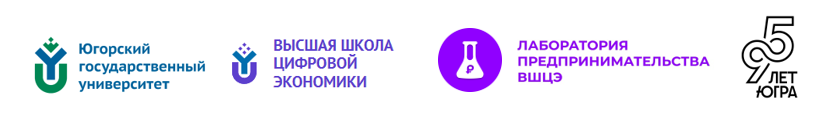 Югорский
государственный
университет
ВЫСШАЯ ШКОЛА
ЦИФРОВОЙ
ЭКОНОМИКИ
₽
ЛАБОРАТОРИЯ
ПРЕДПРИНИМАТЕЛЬСТВА
ВШЦЭ
95
ЛЕТ
ЮГРА